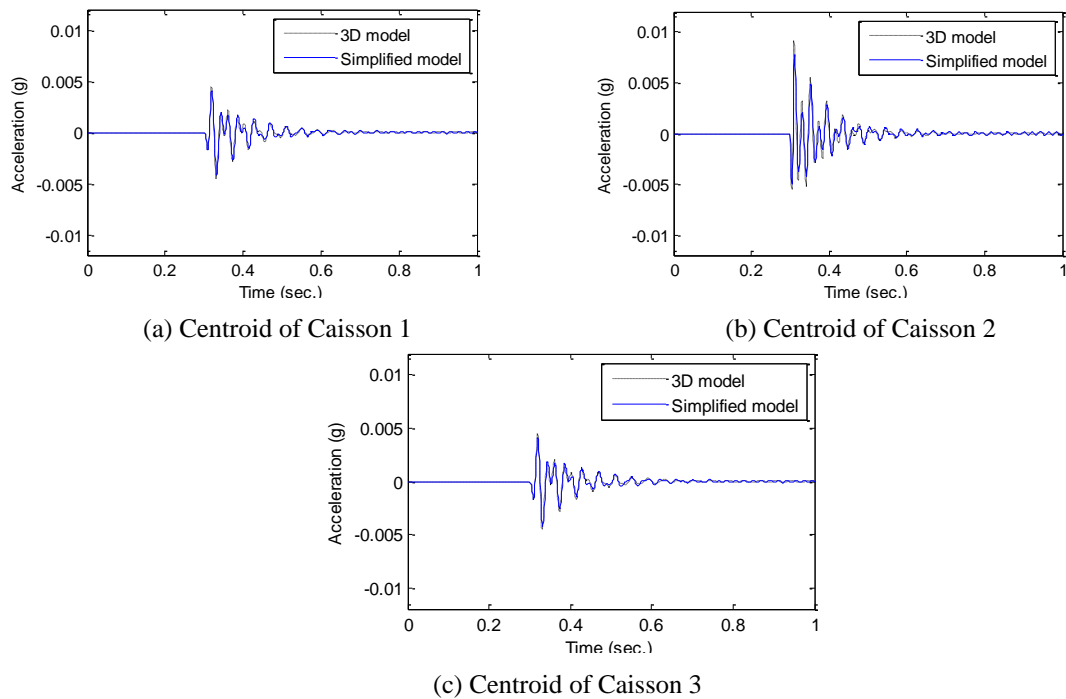 0.01
0.005
0
-0.005
-0.01
Acceleration (g)
3D model
Simplified model
0 0.2 0.4 0.6 0.8 1
Time (sec.)
(a) Centroid of Caisson 1
0.01
0.005
0
-0.005
-0.01
Acceleration (g)
3D model
Simplified model
0 0.2 0.4 0.6 0.8 1
Time (sec.)
(b) Centroid of Caisson 2
0.01
0.005
0
-0.005
-0.01
Acceleration (g)
3D model
Simplified model
0 0.2 0.4 0.6 0.8 1
Time (sec.)
(c) Centroid of Caisson 3